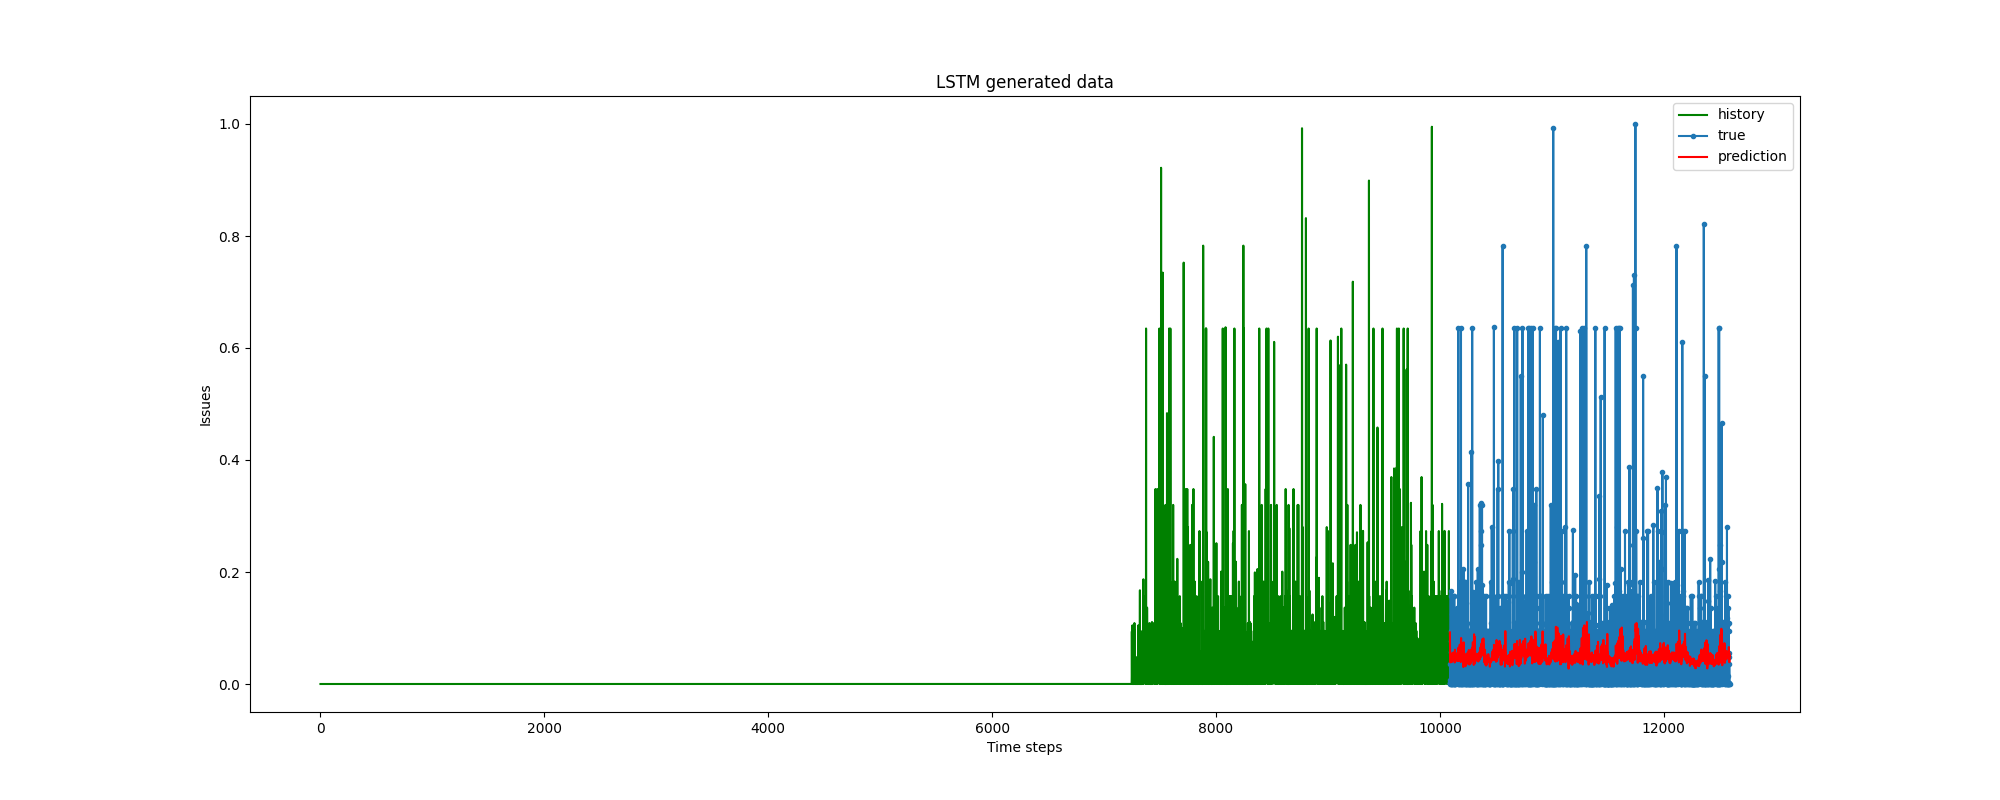 LSTM generated data
history
true
prediction
1.0
0.8
0.6
0.4
0.2
0.0
Issues
0 2000 4000 6000 8000 10000 12000
Time steps